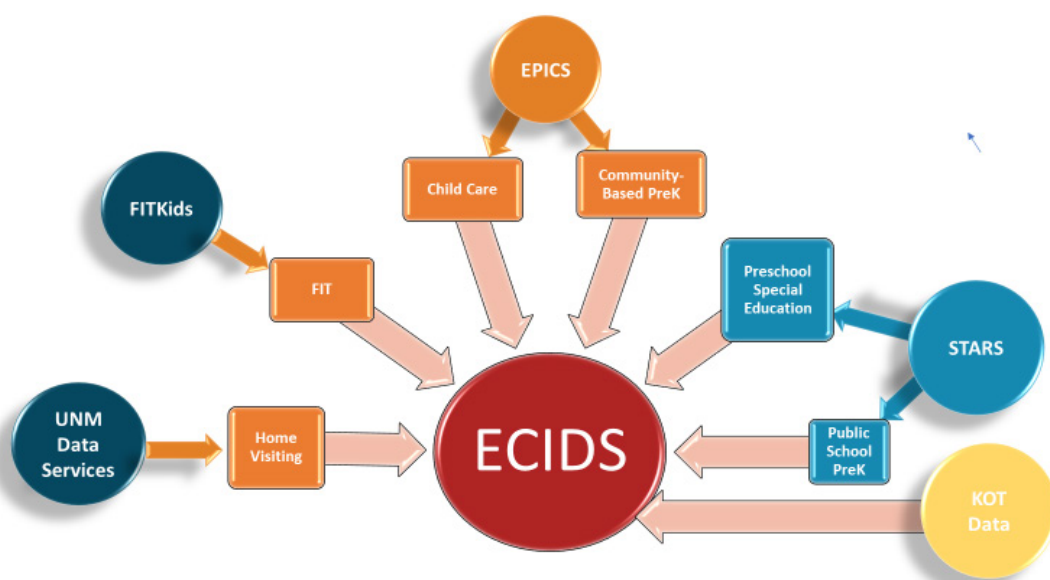 EPICS
Child Care
Community-
Based PreK
FITKids
FIT
Preschool
Special
Education
STARS
UNM
Data
Services
Home
Visiting
ECIDS
Public
School
PreK
KOT
Data